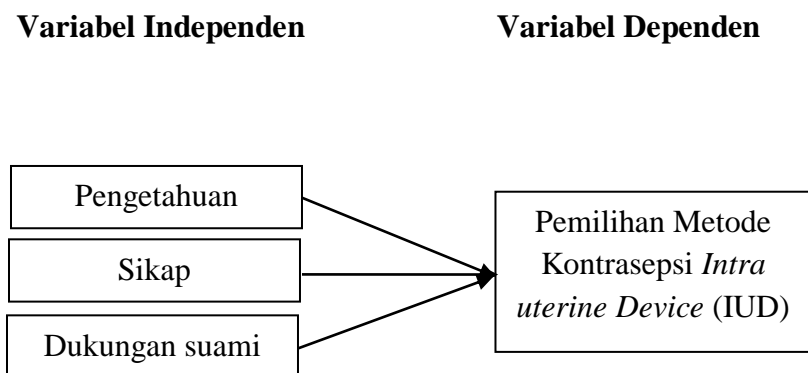 Variabel Independen
Variabel Dependen
Pengetahuan
Sikap
Dukungan suami
Pemilihan Metode
Kontrasepsi Intra
uterine Device (IUD)